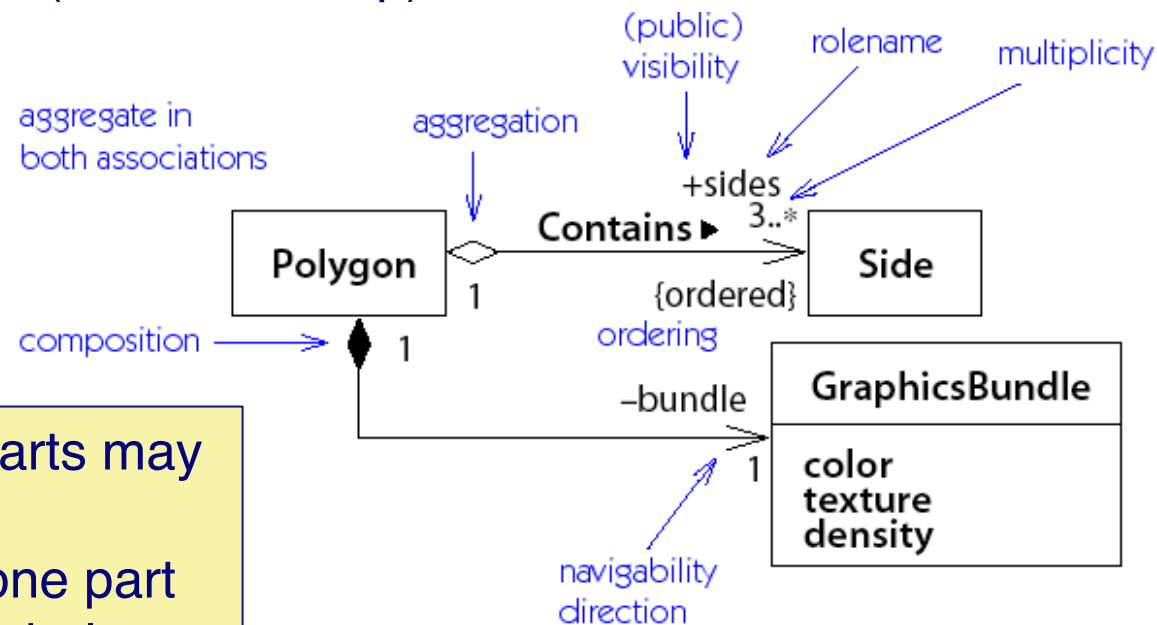 (public)
visibility
rolename
multiplicity
aggregate in
both associations
aggregation
+sides
3..*
Contains ▶
Polygon
Side
1
{ordered}
ordering
composition
1
–bundle
1
GraphicsBundle
color
texture
density
navigability
direction
arts may
one part